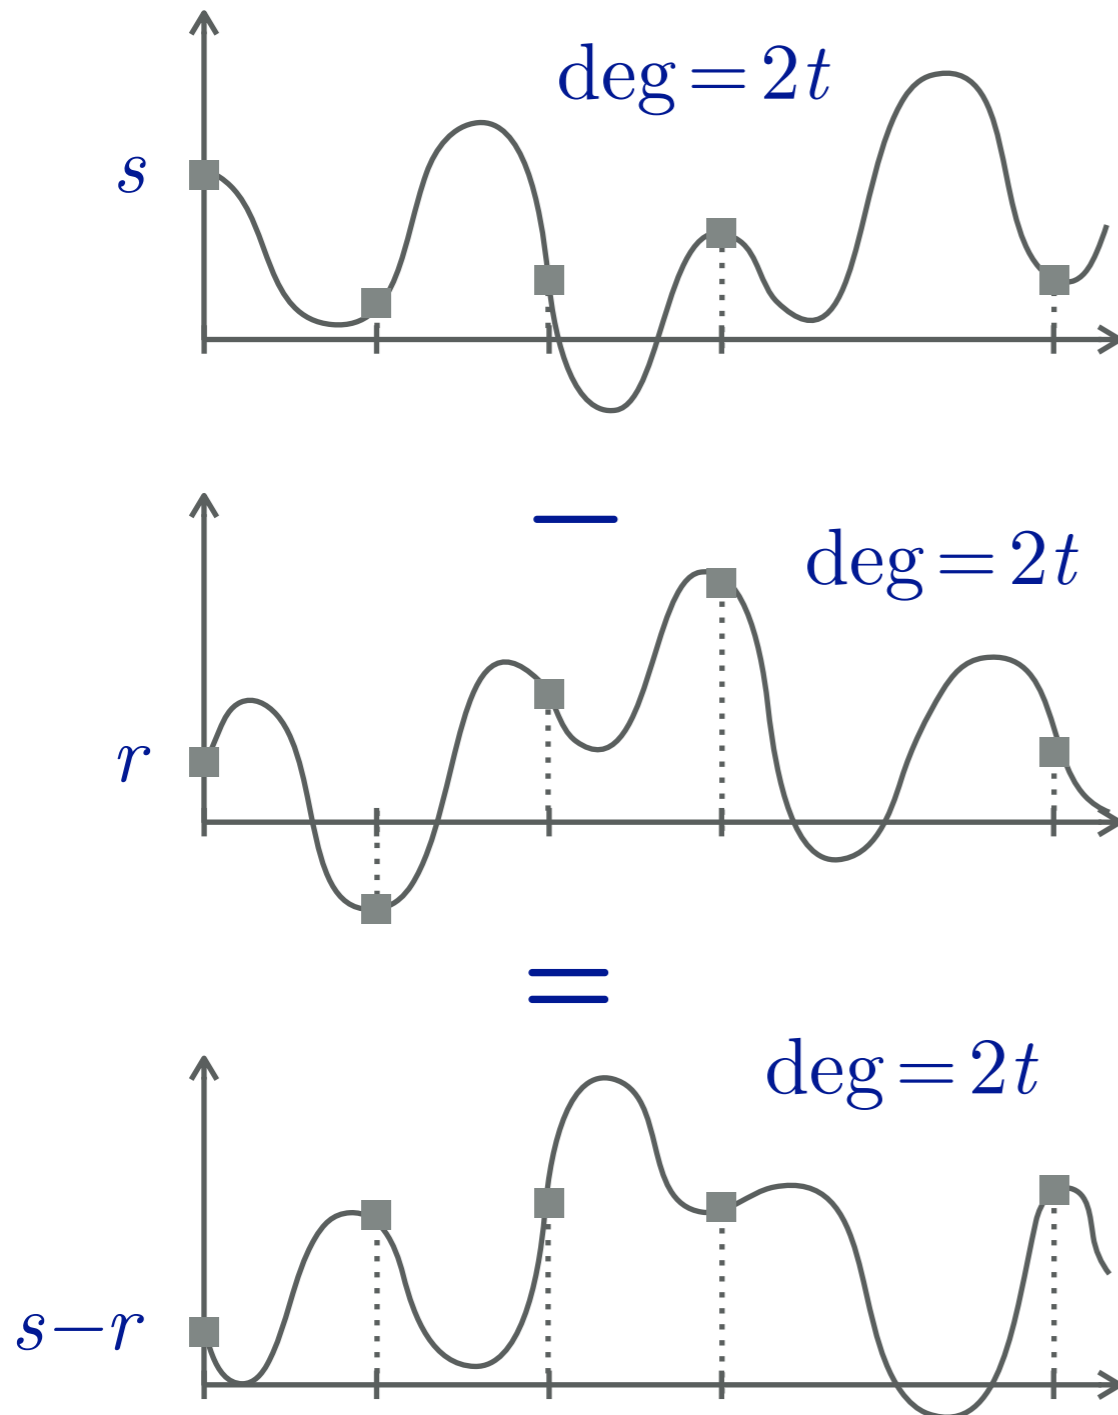 deg = 2t
s
−
deg = 2t
r
=
deg = 2t
s−r